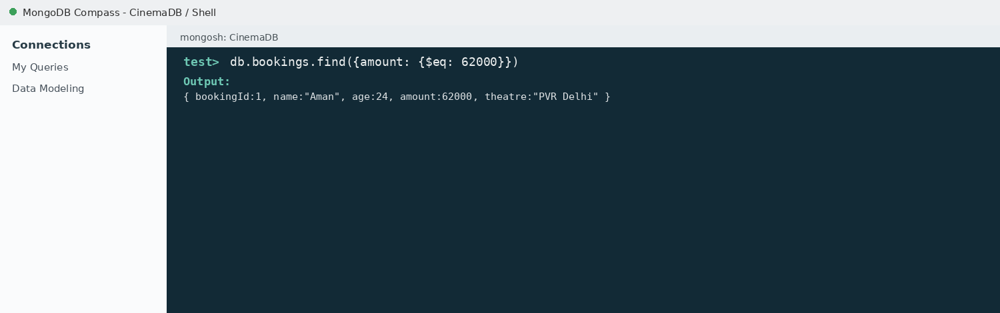 MongoDB Compass - CinemaDB / Shell
Connections
My Queries
Data Modeling
mongosh: CinemaDB
test> db.bookings.find({amount: {$eq: 62000}})
Output:
{ bookingId:1, name:"Aman", age:24, amount:62000, theatre:"PVR Delhi" }